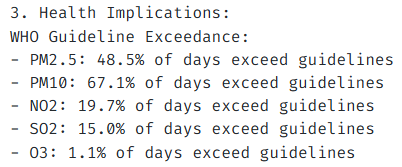 3. Health Implications:
WHO Guideline Exceedance:
- PM2.5: 48.5% of days exceed guidelines
- PM10: 67.1% of days exceed guidelines
- NO2: 19.7% of days exceed guidelines
- SO2: 15.0% of days exceed guidelines
- O3: 1.1% of days exceed guidelines